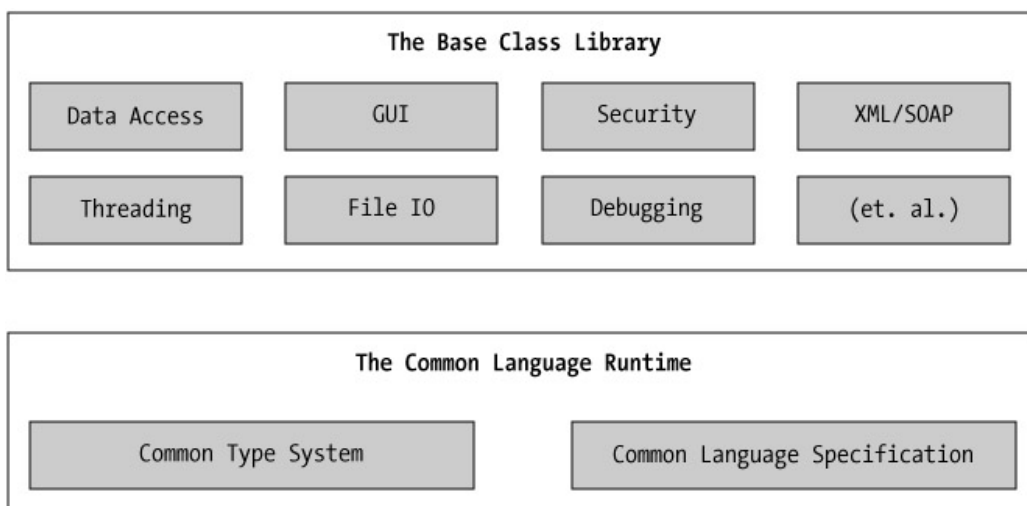 The Base Class Library
Data Access
GUI
Security
XML/SOAP
Threading
File IO
Debugging
(et. al.)
The Common Language Runtime
Common Type System
Common Language Specification